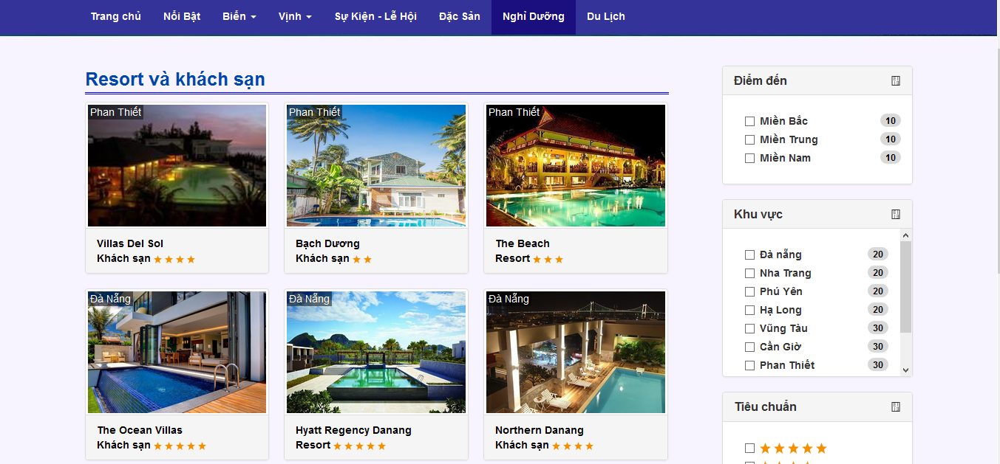 Trang chủ Nổi Bật Biển Vịnh Sự Kiện - Lễ Hội Đặc Sản Nghỉ Dưỡng Du Lịch
Resort và khách sạn
Phan Thiết
Villas Del Sol
Khách sạn
Phan Thiết
Bạch Dương
Khách sạn
Phan Thiết
The Beach
Resort
Đà Nẵng
The Ocean Villas
Khách sạn
Đà Nẵng
Hyatt Regency Danang
Resort
Đà Nẵng
Northern Danang
Khách sạn
Điểm đến
Miền Bắc 10
Miền Trung 10
Miền Nam 10
Khu vực
Đà nẵng 20
Nha Trang 20
Phú Yên 20
Hạ Long 20
Vũng Tàu 30
Cần Giờ 30
Phan Thiết 30
Tiêu chuẩn